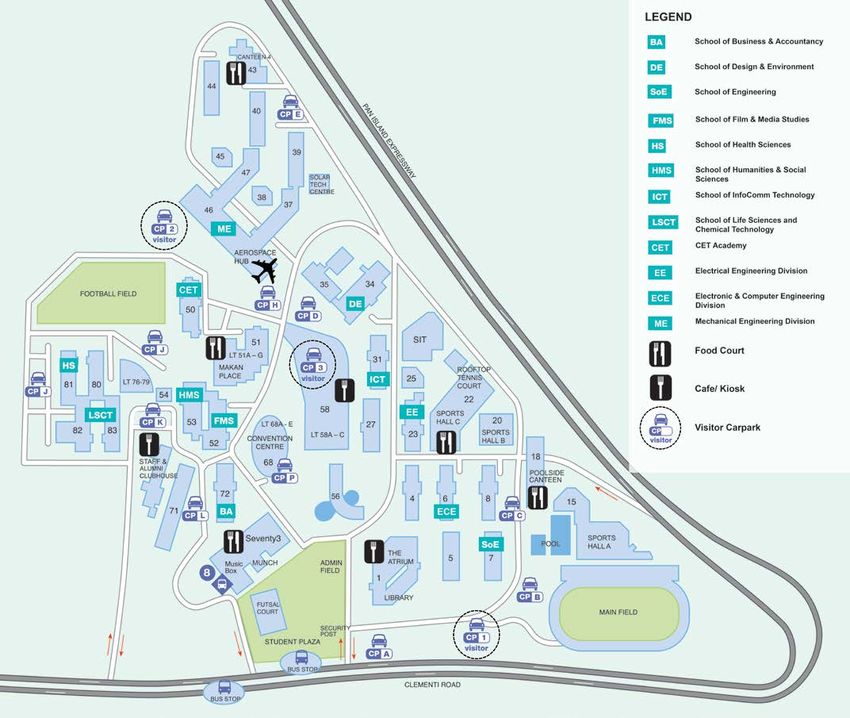 LEGEND
BA School of Business & Accountancy
DE School of Design & Environment
SoE School of Engineering
FMS School of Film & Media Studies
HS School of Health Sciences
HMS School of Humanities & Social
Sciences
ICT School of InfoComm Technology
LSCT School of Life Sciences and
Chemical Technology
CET CET Academy
EE Electrical Engineering Division
ECE Electronic & Computer Engineering
Division
ME Mechanical Engineering Division
Food Court
Cafe/ Kiosk
CP
visitor
Visitor Carpark
CANTEEN 4
43
44
40
CP E
PAN ISLAND EXPRESSWAY
45
47
39
SOLAR
TECH
CENTRE
38
37
46
CP 2
visitor
ME
AEROSPACE
HUB
CP H
FOOTBALL FIELD
CET
50
35
34
DE
CP D
51
LT 51A – G
MAKAN
PLACE
CP J
HS
81
80
LT 76-79
CP J
LSCT
82
83
54
HMS
53
FMS
52
CP K
CP 3
visitor
58
LT 58A – C
LT 68A - E
CONVENTION
CENTRE
68
CP P
31
ICT
27
SIT
25
EE
23
ROOFTOP
TENNIS
COURT
22
SPORTS
HALL C
20
SPORTS
HALL B
18
POOLSIDE
CANTEEN
STAFF &
ALUMNI
CLUBHOUSE
71
CP L
72
BA
56
4
6
ECE
8
CP C
15
SPORTS
HALL A
POOL
Seventy3
Music
Box
MUNCH
8
ADMIN
FIELD
FUTSAL
COURT
STUDENT PLAZA
SECURITY
POST
THE
ATRIUM
1
LIBRARY
5
SoE
7
CP B
MAIN FIELD
CP 1
visitor
CP A
BUS STOP
BUS STOP
CLEMENTI ROAD